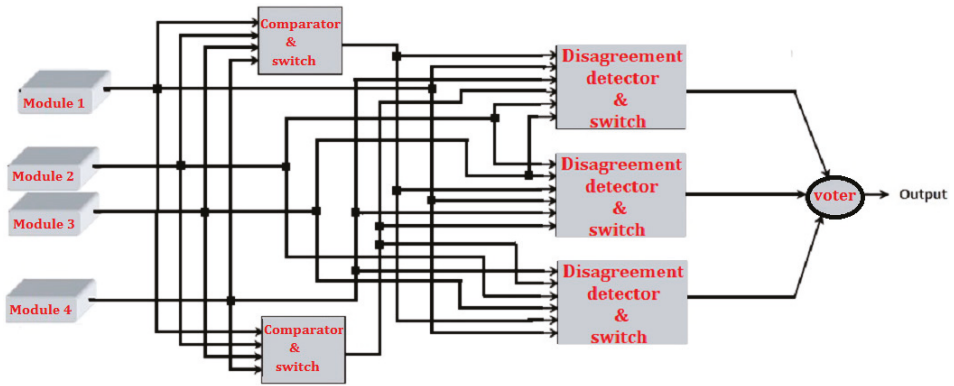 Comparator
&
switch
Module 1
Module 2
Module 3
Module 4
Comparator
&
switch
Disagreement
detector
&
switch
Disagreement
detector
&
switch
Disagreement
detector
&
switch
voter
Output